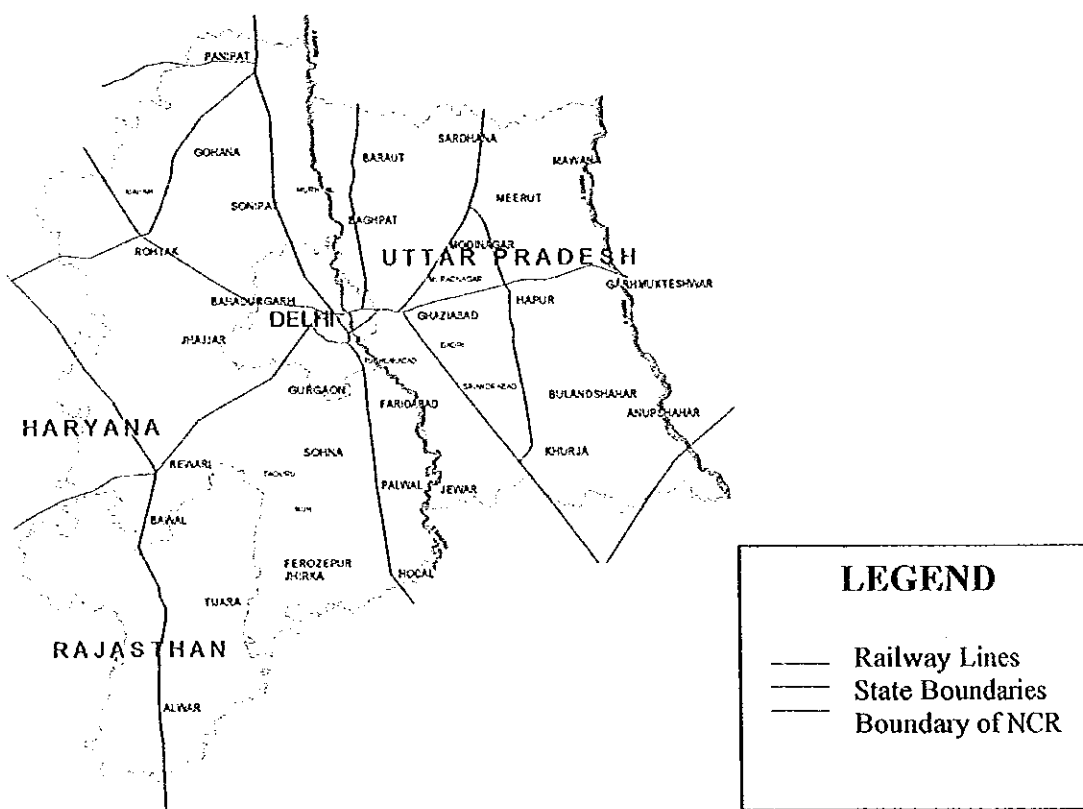 PANIPAT
SARDHANA
GOHANA
BARAUT
MAWANA
MEERUT
SONIPAT
BAGHPAT
MODINAGAR
ROHTAK
UTTAR PRADESH
GARHMUKTESHWAR
BAHADURGARH
HAPUR
DELHI
GHAZIABAD
JHAJJAR
DADRI
GURGAON
FARIDABAD
BULANDSHAHAR
ANUPSHAHAR
HARYANA
SOHNA
KHURJA
REWARI
PALWAL
JEWAR
BAWAL
FEROZEPUR
JHIRKA
HODAL
TIJARA
RAJASTHAN
ALWAR
LEGEND
Railway Lines
State Boundaries
Boundary of NCR